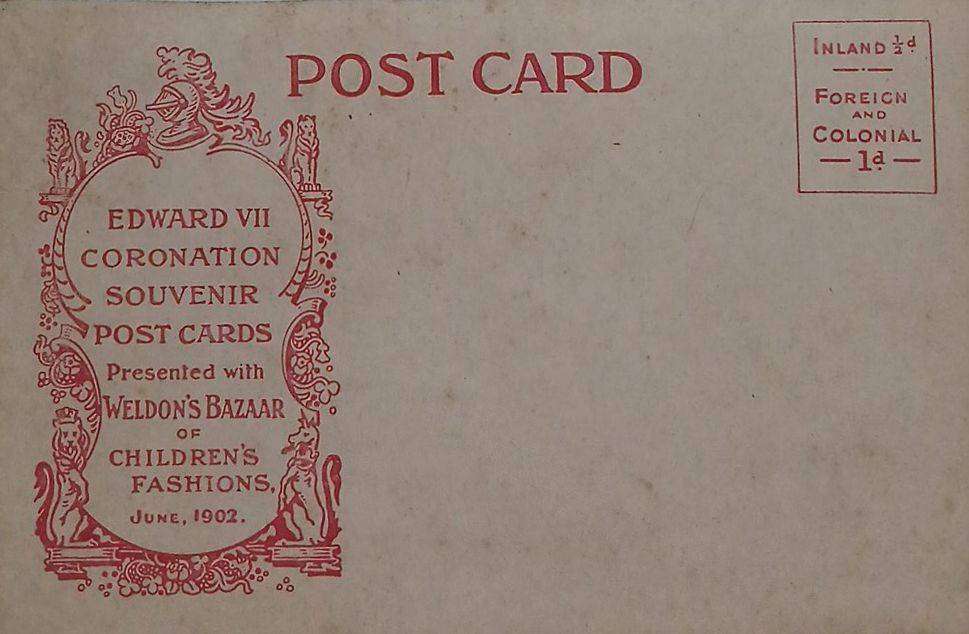 POST CARD
INLAND ½d
FOREIGN
AND
COLONIAL
1d
EDWARD VII
CORONATION
SOUVENIR
POST CARDS
Presented with
WELDON'S BAZAAR
OF
CHILDREN'S
FASHIONS,
JUNE, 1902.